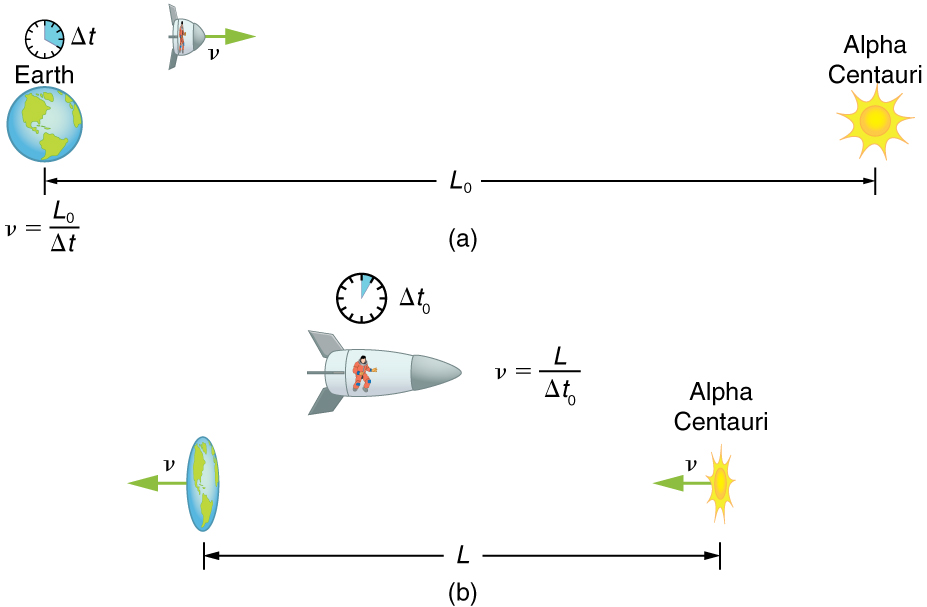 Δt
ν
Earth
Alpha
Centauri
L₀
ν = L₀/Δt
(a)
Δt₀
ν = L/Δt₀
Alpha
Centauri
ν
ν
L
(b)